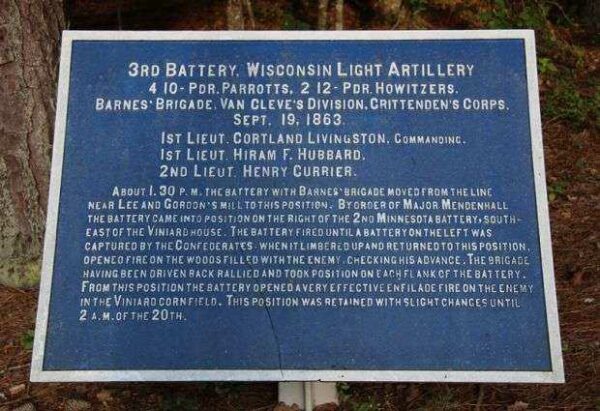 3RD BATTERY, WISCONSIN LIGHT ARTILLERY
4 10-PDR. PARROTTS, 2 12-PDR. HOWITZERS.
BARNES' BRIGADE, VAN CLEVE'S DIVISION, CRITTENDEN'S CORPS.
SEPT. 19, 1863.
1ST LIEUT. CORTLAND LIVINGSTON, COMMANDING.
1ST LIEUT. HIRAM F. HUBBARD.
2ND LIEUT. HENRY CURRIER.
ABOUT 1.30 P.M. THE BATTERY WITH BARNES' BRIGADE MOVED FROM THE LINE
NEAR LEE AND GORDON'S MILL TO THIS POSITION. BY ORDER OF MAJOR MENDENHALL
THE BATTERY CAME INTO POSITION ON THE RIGHT OF THE 2ND MINNESOTA BATTERY, SOUTH-
EAST OF THE VINIARD HOUSE. THE BATTERY FIRED UNTIL A BATTERY ON THE LEFT WAS
CAPTURED BY THE CONFEDERATES, WHEN IT LIMBERED UP AND RETURNED TO THIS POSITION,
OPENED FIRE ON THE WOODS FILLED WITH THE ENEMY, CHECKING HIS ADVANCE. THE BRIGADE
HAVING BEEN DRIVEN BACK RALLIED AND TOOK POSITION ON EACH FLANK OF THE BATTERY.
FROM THIS POSITION THE BATTERY OPENED A VERY EFFECTIVE ENFILADE FIRE ON THE ENEMY
IN THE VINIARD CORNFIELD. THIS POSITION WAS RETAINED WITH SLIGHT CHANGES UNTIL
2 A.M. OF THE 20TH.